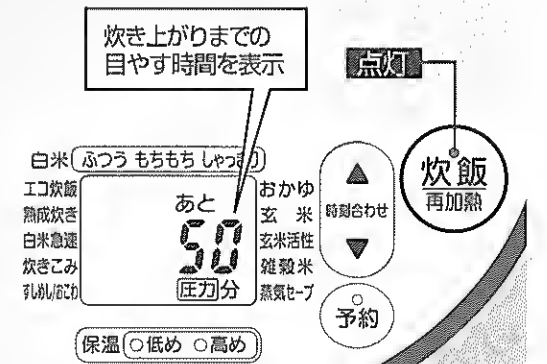 炊き上がりまでの
目やす時間を表示
点灯
白米 ふつう もちもち しゃっきり
エコ炊飯
熟成炊き
白米急速
炊きこみ
すしめし/おこわ
あと
50
圧力 分
おかゆ
玄米
玄米活性
雑穀米
蒸気セーブ
時刻合わせ
予約
炊飯
再加熱
保温 低め 高め